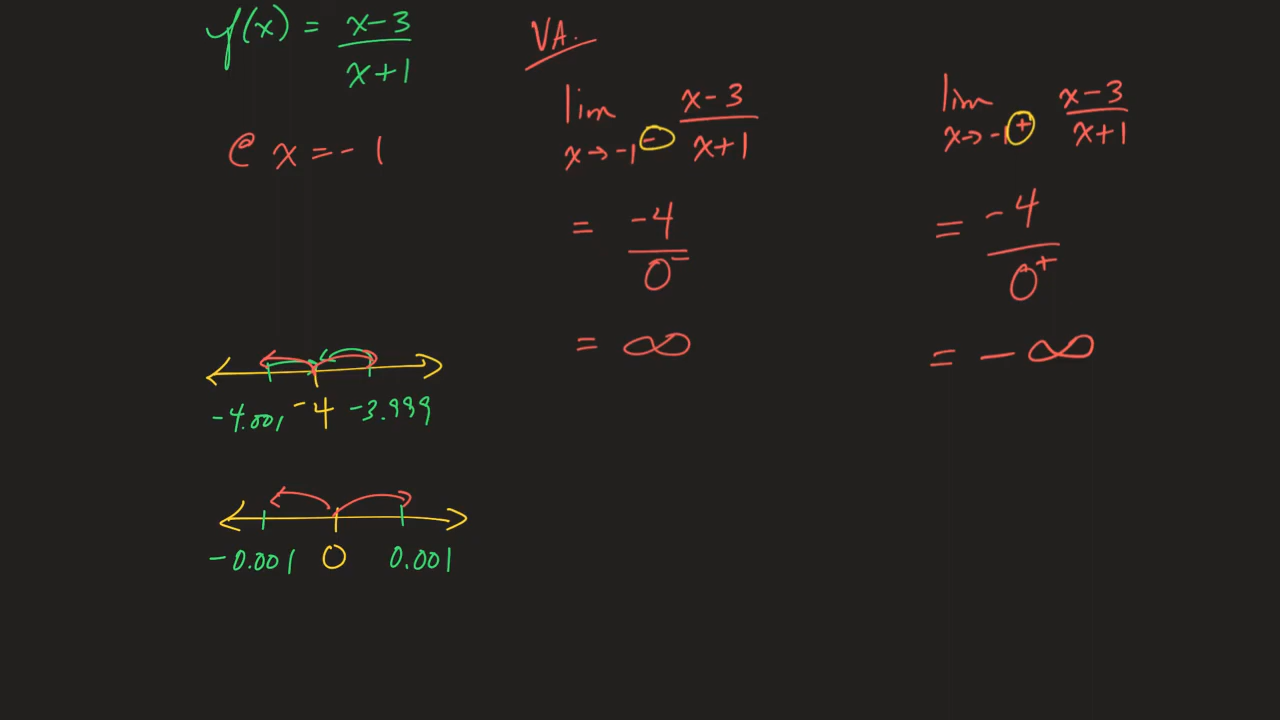 f(x) = x-3 / x+1
@ x = -1
-4.001 -4 -3.999
-0.001 0 0.001
VA.
lim x→-1⁻ x-3 / x+1
= -4 / 0⁻
= ∞
lim x→-1⁺ x-3 / x+1
= -4 / 0⁺
= -∞